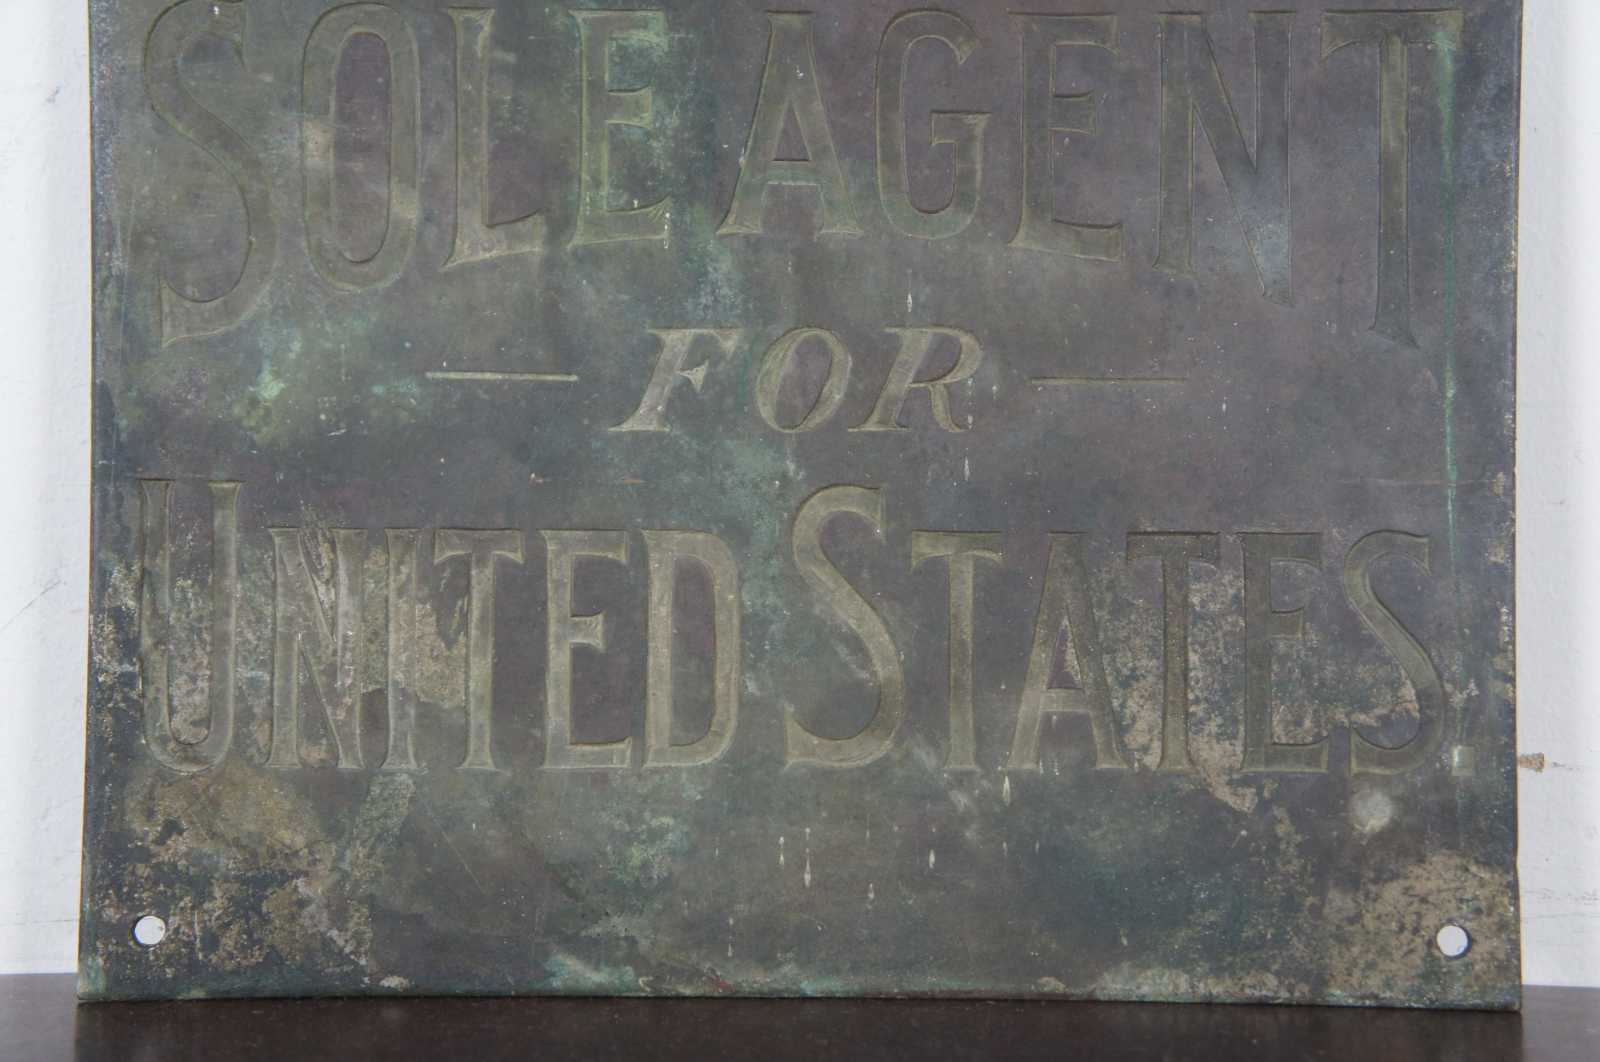 SOLE AGENT
— FOR —
UNITED STATES.